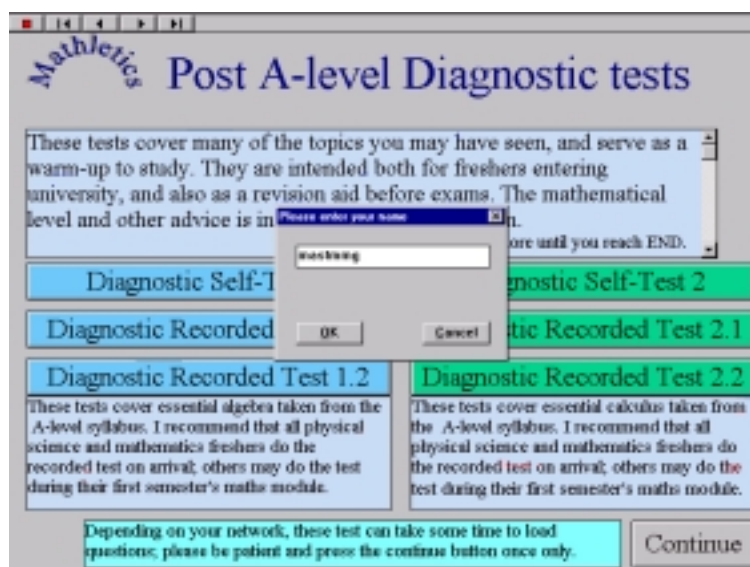 Mathletics
Post A-level Diagnostic tests
These tests cover many of the topics you may have seen, and serve as a
warm-up to study. They are intended both for freshers entering
university, and also as a revision aid before exams. The mathematical
level and other advice is in
ore until you reach END.
Please enter your name
OK
Cancel
Diagnostic Self-T
gnostic Self-Test 2
Diagnostic Recorded
tic Recorded Test 2.1
Diagnostic Recorded Test 1.2
Diagnostic Recorded Test 2.2
These tests cover essential algebra taken from the
A-level syllabus. I recommend that all physical
science and mathematics freshers do the
recorded test on arrival; others may do the test
during their first semester's maths module.
These tests cover essential calculus taken from
the A-level syllabus. I recommend that all
physical science and mathematics freshers do
the recorded test on arrival; others may do the
test during their first semester's maths module.
Depending on your network, these test can take some time to load
questions; please be patient and press the continue button once only.
Continue